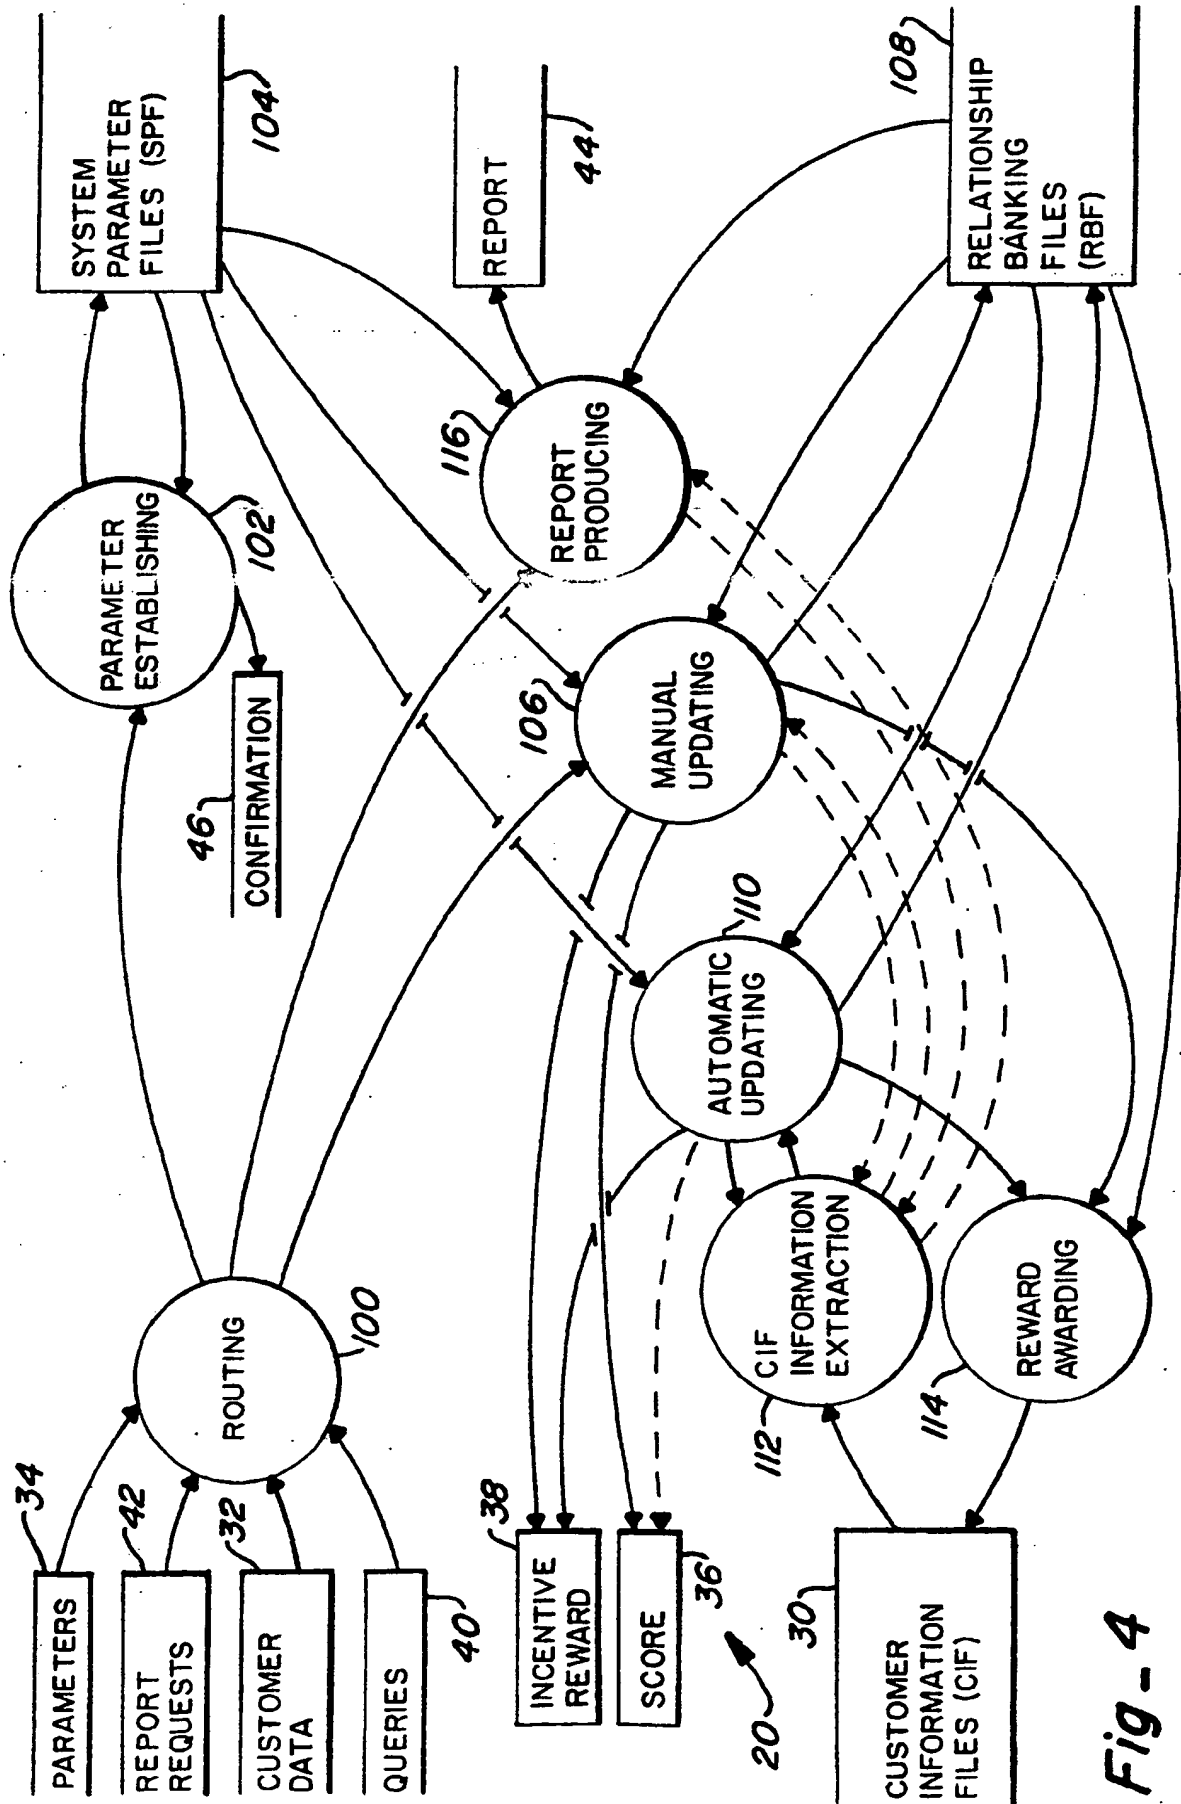 PARAMETERS
34
REPORT
REQUESTS
42
CUSTOMER
DATA
32
QUERIES
40
ROUTING
100
PARAMETER
ESTABLISHING
102
CONFIRMATION
46
SYSTEM
PARAMETER
FILES (SPF)
104
REPORT
44
REPORT
PRODUCING
116
MANUAL
UPDATING
106
AUTOMATIC
UPDATING
110
INCENTIVE
REWARD
38
SCORE
36
20
CIF
INFORMATION
EXTRACTION
112
REWARD
AWARDING
114
CUSTOMER
INFORMATION
FILES (CIF)
30
RELATIONSHIP
BANKING
FILES
(RBF)
108
Fig-4